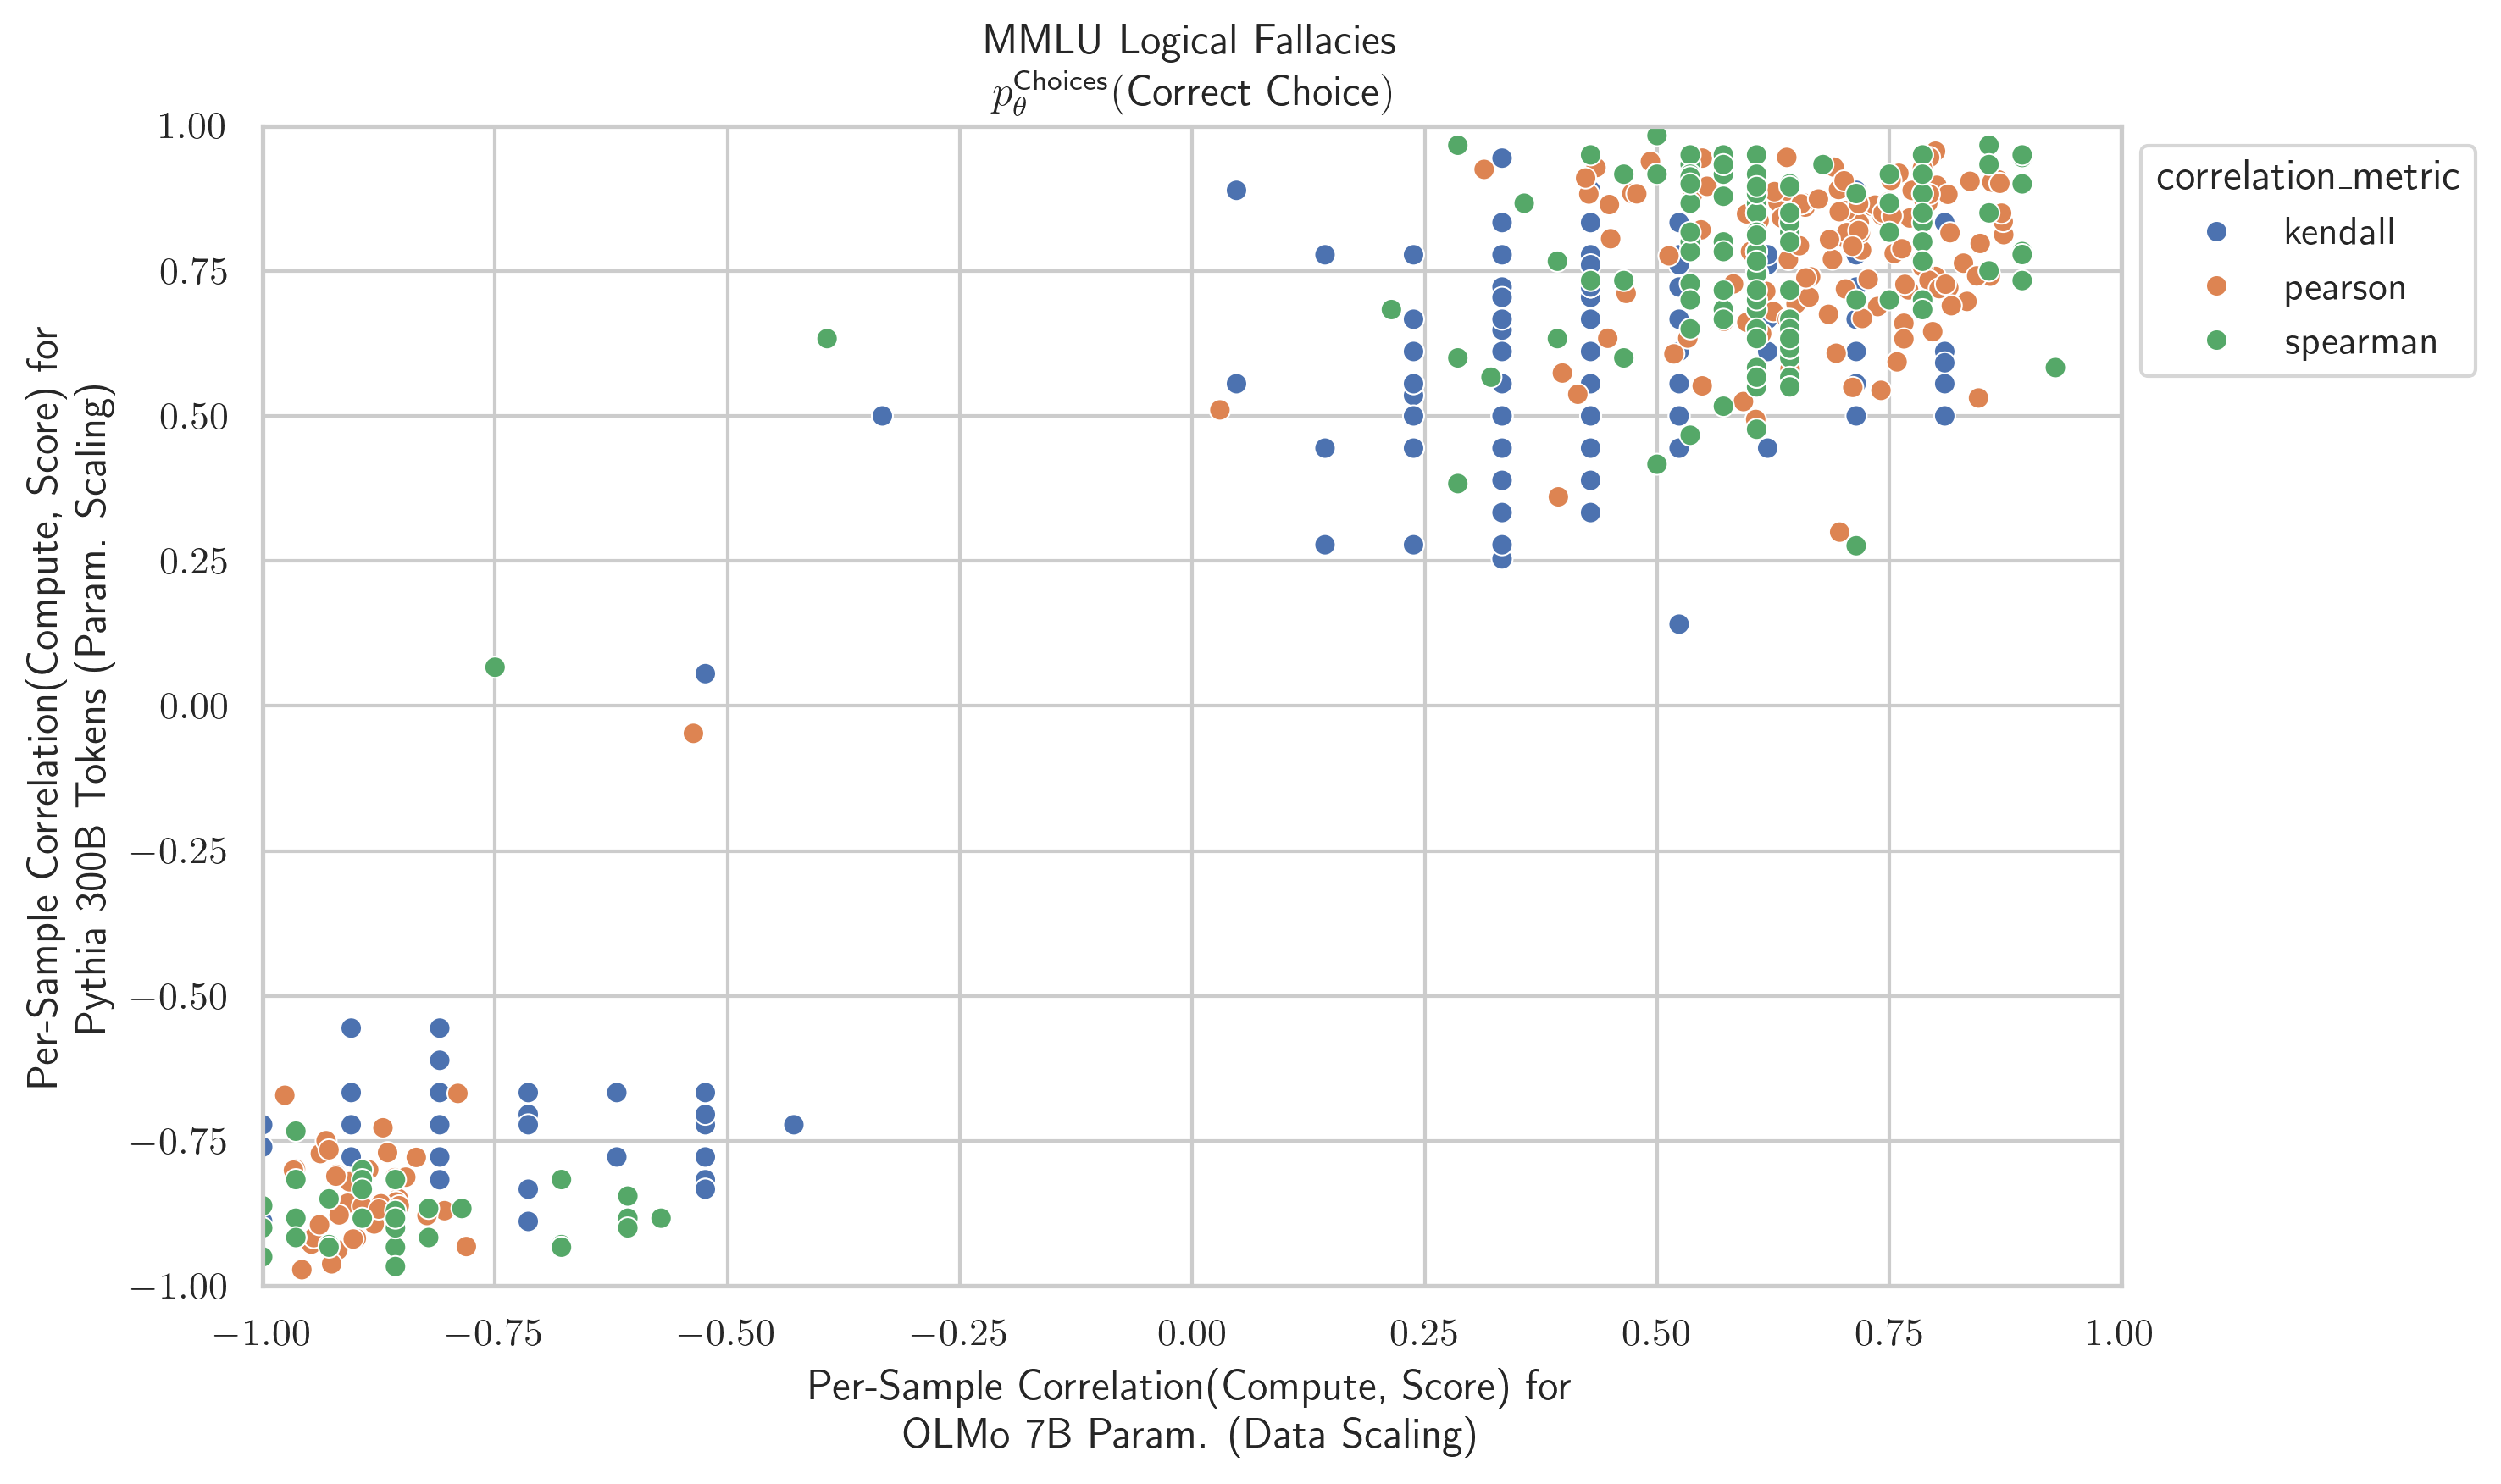 MMLU Logical Fallacies
p_θ^Choices(Correct Choice)
1.00
0.75
0.50
0.25
0.00
−0.25
−0.50
−0.75
−1.00
Per-Sample Correlation(Compute, Score) for
Pythia 300B Tokens (Param. Scaling)
−1.00 −0.75 −0.50 −0.25 0.00 0.25 0.50 0.75 1.00
Per-Sample Correlation(Compute, Score) for
OLMo 7B Param. (Data Scaling)
correlation_metric
kendall
pearson
spearman